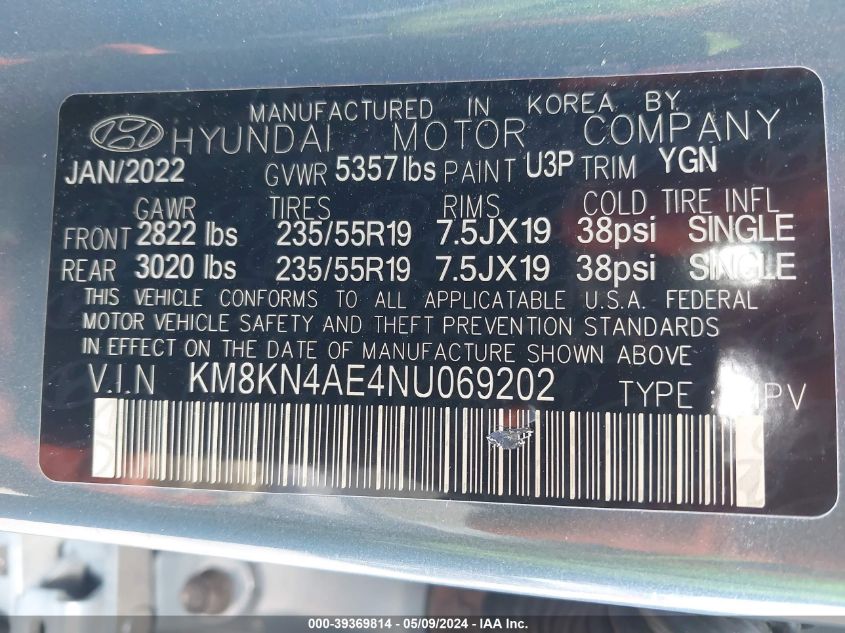 MANUFACTURED IN KOREA BY
HYUNDAI MOTOR COMPANY
JAN/2022 GVWR 5357lbs PAINT U3P TRIM YGN
GAWR TIRES RIMS COLD TIRE INFL
FRONT 2822 lbs 235/55R19 7.5JX19 38psi SINGLE
REAR 3020 lbs 235/55R19 7.5JX19 38psi SINGLE
THIS VEHICLE CONFORMS TO ALL APPLICATABLE U.S.A. FEDERAL
MOTOR VEHICLE SAFETY AND THEFT PREVENTION STANDARDS
IN EFFECT ON THE DATE OF MANUFACTURE SHOWN ABOVE
V.I.N KM8KN4AE4NU069202 TYPE : MPV
000-39369814 / 05/09/2024 - IAA Inc.